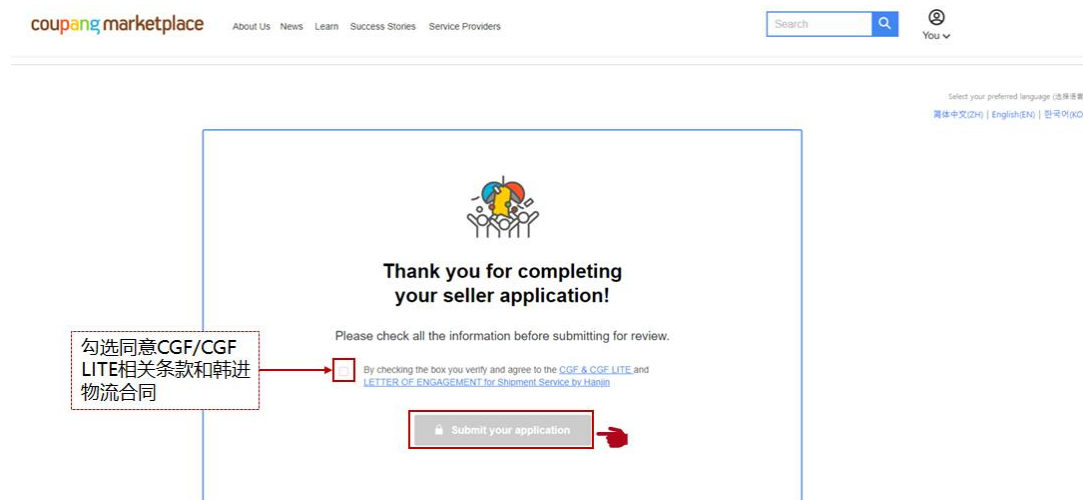 coupang marketplace
About Us News Learn Success Stories Service Providers
Search
You
Select your preferred language (选择语言
简体中文(ZH) | English(EN) | 한국어(KO
Thank you for completing
your seller application!
Please check all the information before submitting for review.
勾选同意CGF/CGF
LITE相关条款和韩进
物流合同
By checking the box you verify and agree to the CGF & CGF LITE and
LETTER OF ENGAGEMENT for Shipment Service by Hanjin
Submit your application